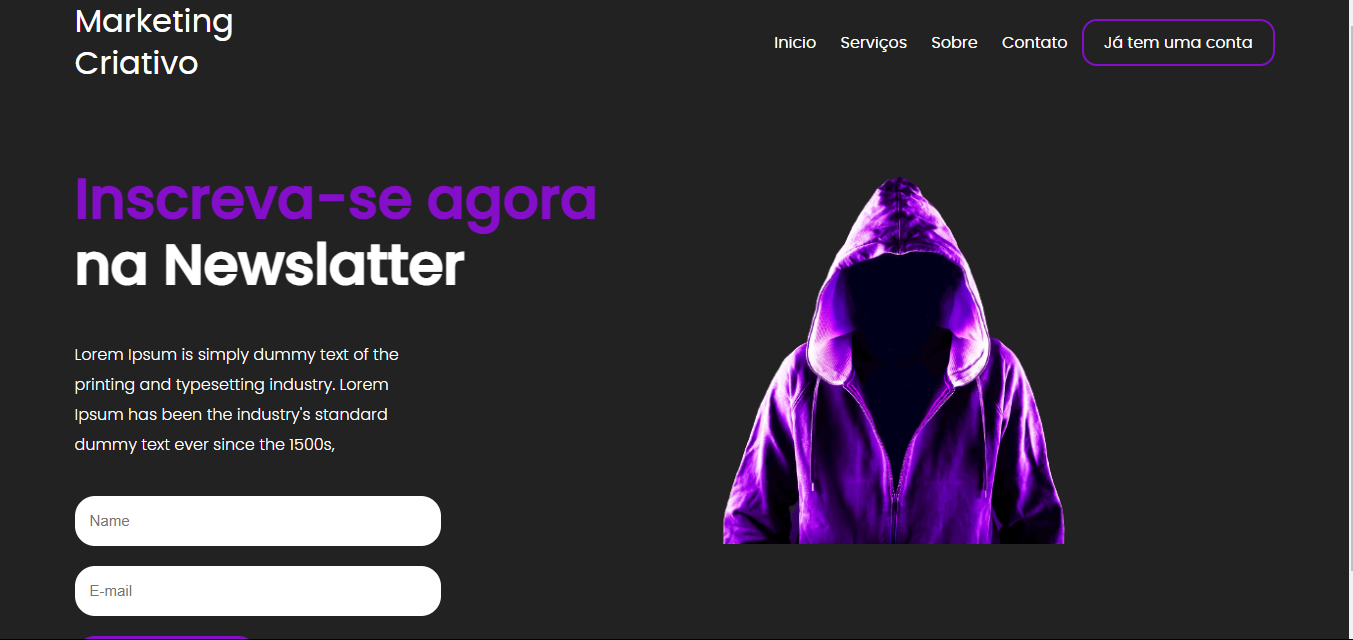 Marketing
Criativo
Inicio Serviços Sobre Contato Já tem uma conta
Inscreva-se agora
na Newslatter
Lorem Ipsum is simply dummy text of the
printing and typesetting industry. Lorem
Ipsum has been the industry's standard
dummy text ever since the 1500s,
Name
E-mail